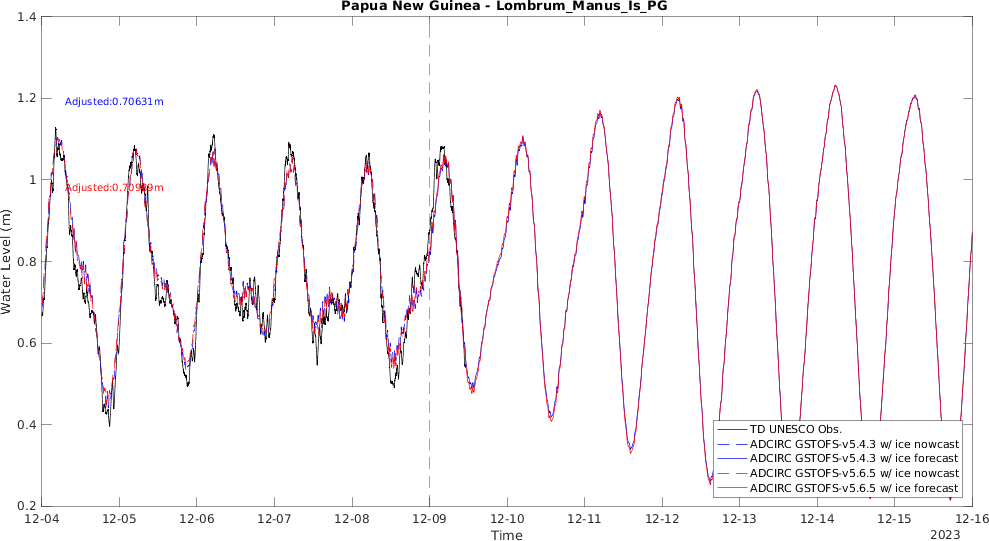 Papua New Guinea - Lombrum_Manus_Is_PG
1.4
1.2
1
0.8
0.6
0.4
0.2
Water Level (m)
Adjusted:0.70631m
TD UNESCO Obs.
ADCIRC GSTOFS-v5.4.3 w/ ice nowcast
ADCIRC GSTOFS-v5.4.3 w/ ice forecast
ADCIRC GSTOFS-v5.6.5 w/ ice nowcast
ADCIRC GSTOFS-v5.6.5 w/ ice forecast
12-04 12-05 12-06 12-07 12-08 12-09 12-10 12-11 12-12 12-13 12-14 12-15 12-16
Time
2023